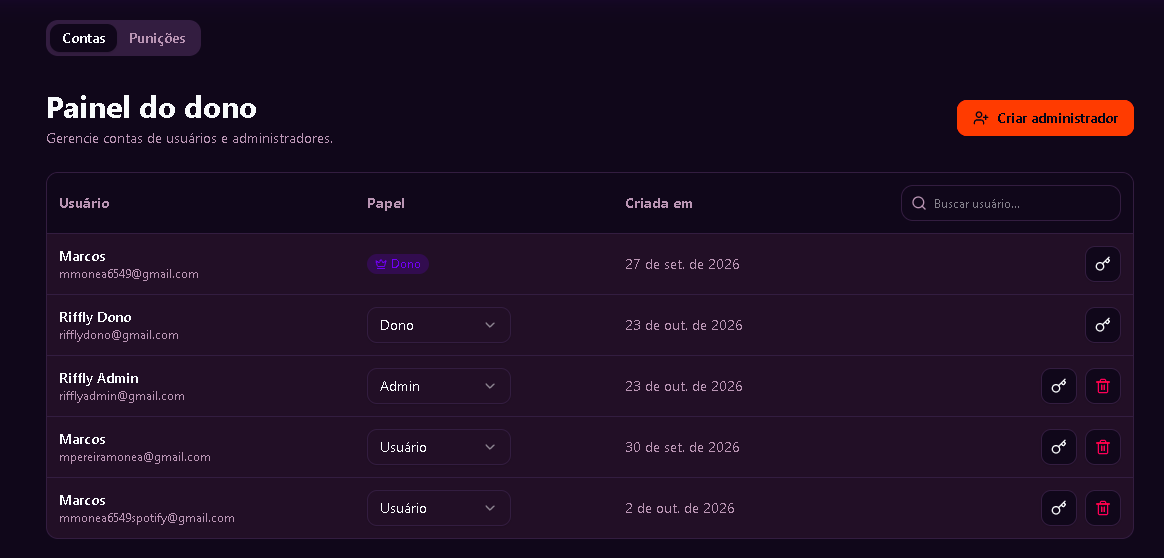 Contas Punições
Painel do dono
Gerencie contas de usuários e administradores.
Criar administrador
Usuário Papel Criada em Buscar usuário...
Marcos
mmonea6549@gmail.com
Dono 27 de set. de 2026
Riffly Dono
rifflydono@gmail.com
Dono 23 de out. de 2026
Riffly Admin
rifflyadmin@gmail.com
Admin 23 de out. de 2026
Marcos
mpereiramonea@gmail.com
Usuário 30 de set. de 2026
Marcos
mmonea6549spotify@gmail.com
Usuário 2 de out. de 2026